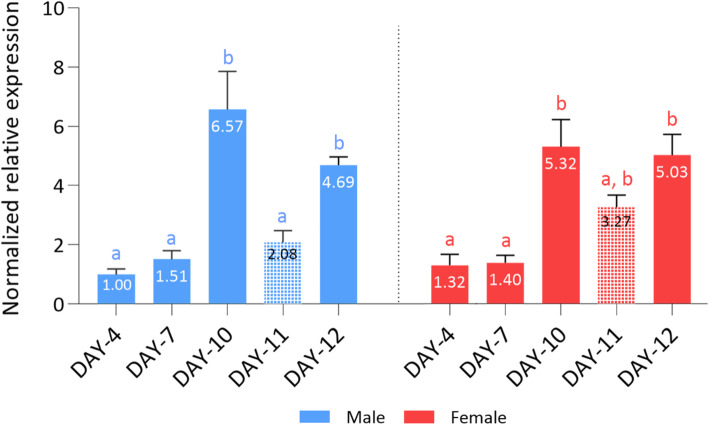 Normalized relative expression
10
8
6
4
2
0
a
a
b
a
b
1.00
1.51
6.57
2.08
4.69
a
a
b
a, b
b
1.32
1.40
5.32
3.27
5.03
DAY-4
DAY-7
DAY-10
DAY-11
DAY-12
DAY-4
DAY-7
DAY-10
DAY-11
DAY-12
Male
Female